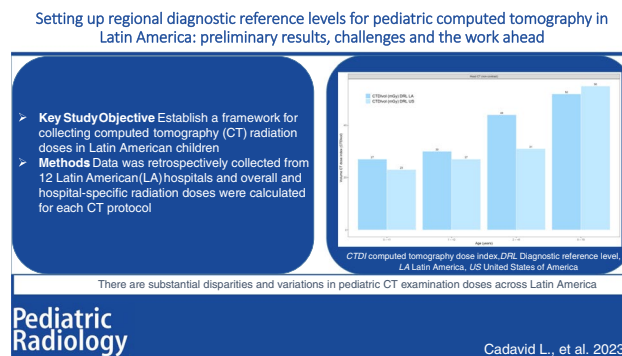 Setting up regional diagnostic reference levels for pediatric computed tomography in
Latin America: preliminary results, challenges and the work ahead
➢ Key Study Objective Establish a framework for
collecting computed tomography (CT) radiation
doses in Latin American children
➢ Methods Data was retrospectively collected from
12 Latin American(LA) hospitals and overall and
hospital-specific radiation doses were calculated
for each CT protocol
CTDIvol (mGy) DRL LA
CTDIvol (mGy) DRL US
Age (years)
CTDI computed tomography dose index,DRL Diagnostic reference level,
LA Latin America, US United States of America
There are substantial disparities and variations in pediatric CT examination doses across Latin America
Pediatric
Radiology
Cadavid L., et al. 2023